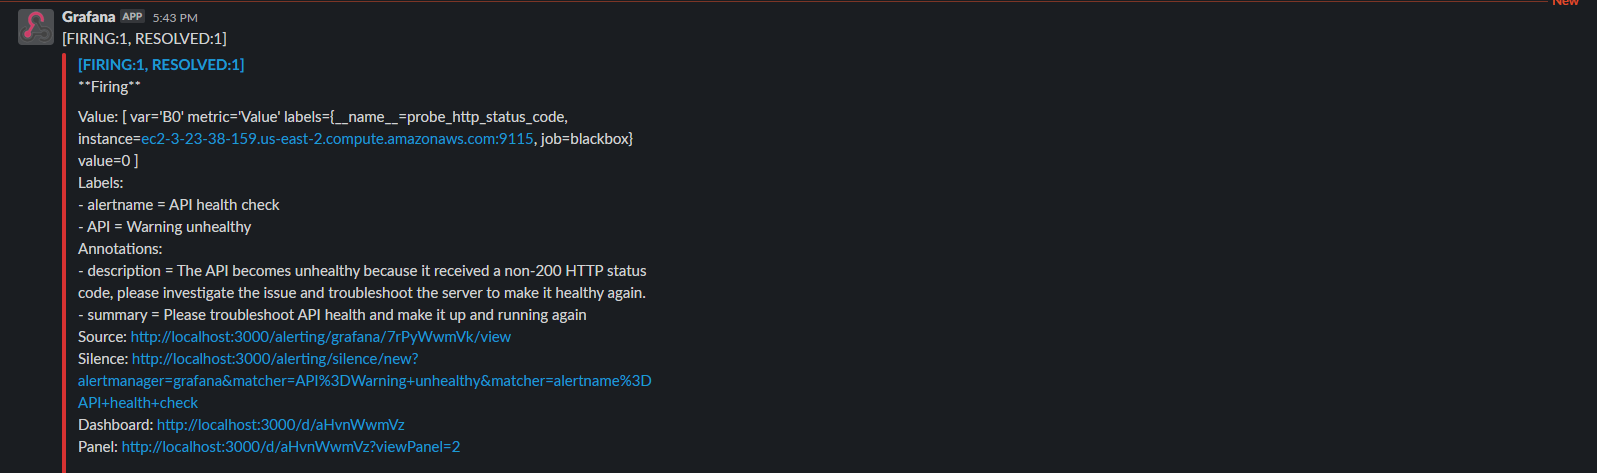 New
Grafana APP 5:43 PM
[FIRING:1, RESOLVED:1]
[FIRING:1, RESOLVED:1]
**Firing**
Value: [ var='B0' metric='Value' labels={__name__=probe_http_status_code,
instance=ec2-3-23-38-159.us-east-2.compute.amazonaws.com:9115, job=blackbox}
value=0 ]
Labels:
- alertname = API health check
- API = Warning unhealthy
Annotations:
- description = The API becomes unhealthy because it received a non-200 HTTP status
code, please investigate the issue and troubleshoot the server to make it healthy again.
- summary = Please troubleshoot API health and make it up and running again
Source: http://localhost:3000/alerting/grafana/7rPyWwmVk/view
Silence: http://localhost:3000/alerting/silence/new?
alertmanager=grafana&matcher=API%3DWarning+unhealthy&matcher=alertname%3D
API+health+check
Dashboard: http://localhost:3000/d/aHvnWwmVz
Panel: http://localhost:3000/d/aHvnWwmVz?viewPanel=2